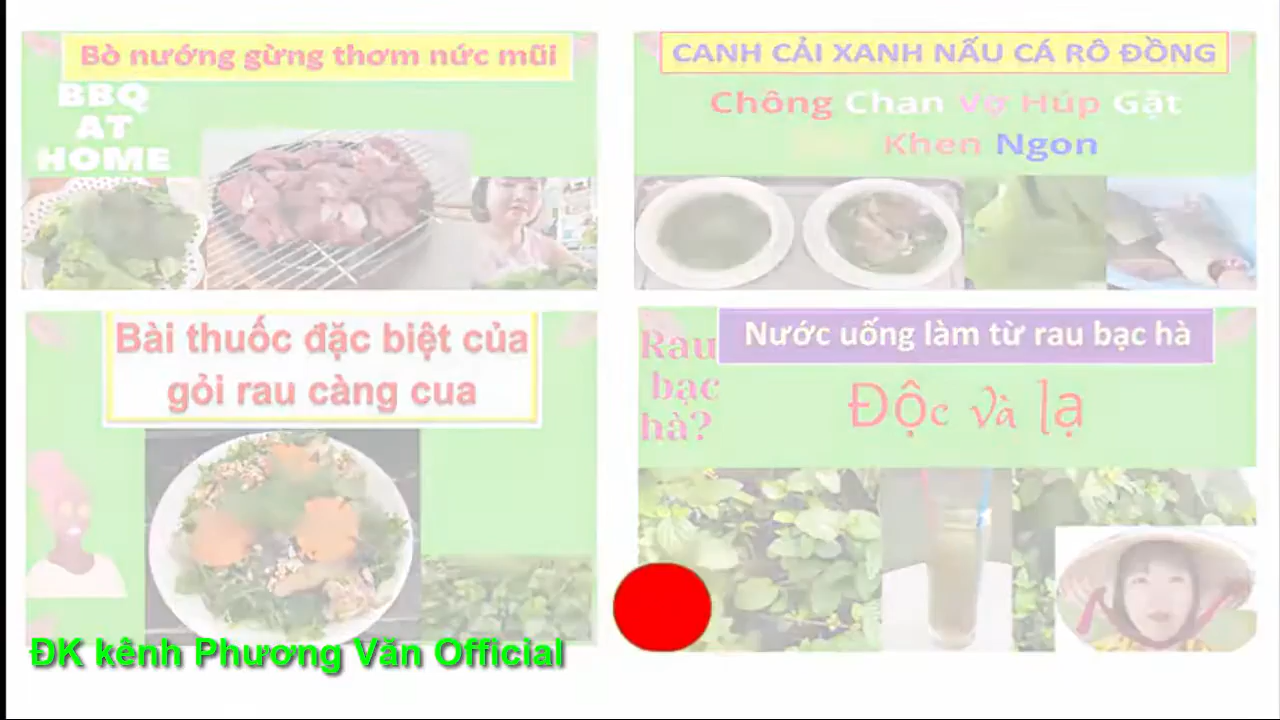 Bò nướng gừng thơm nức mũi
BBQ
AT
HOME
CANH CẢI XANH NẤU CÁ RÔ ĐỒNG
Chồng Chan Vợ Húp Gật
Khen Ngon
Bài thuốc đặc biệt của
gỏi rau càng cua
Rau
bạc
hà?
Nước uống làm từ rau bạc hà
Độc và lạ
ĐK kênh Phương Văn Official